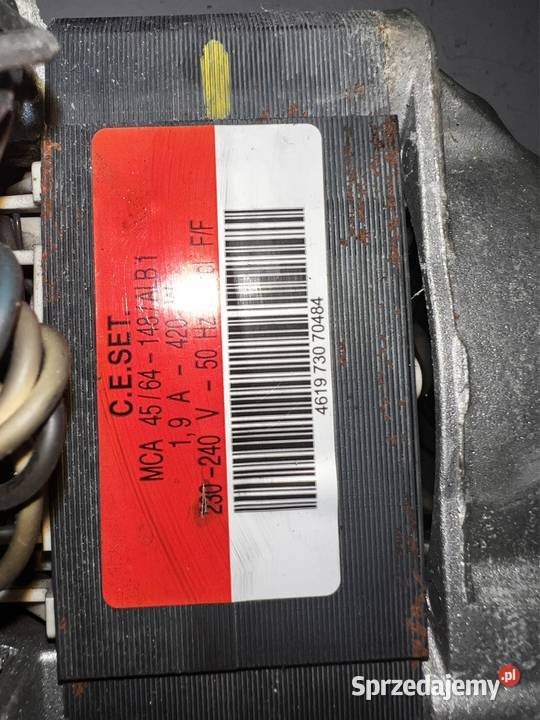 C.E.SET.
MCA 45/64-148/ALB1
1,9 A - 420
230-240 V - 50 Hz F/F
4619 730 70484
Sprzedajemy.pl